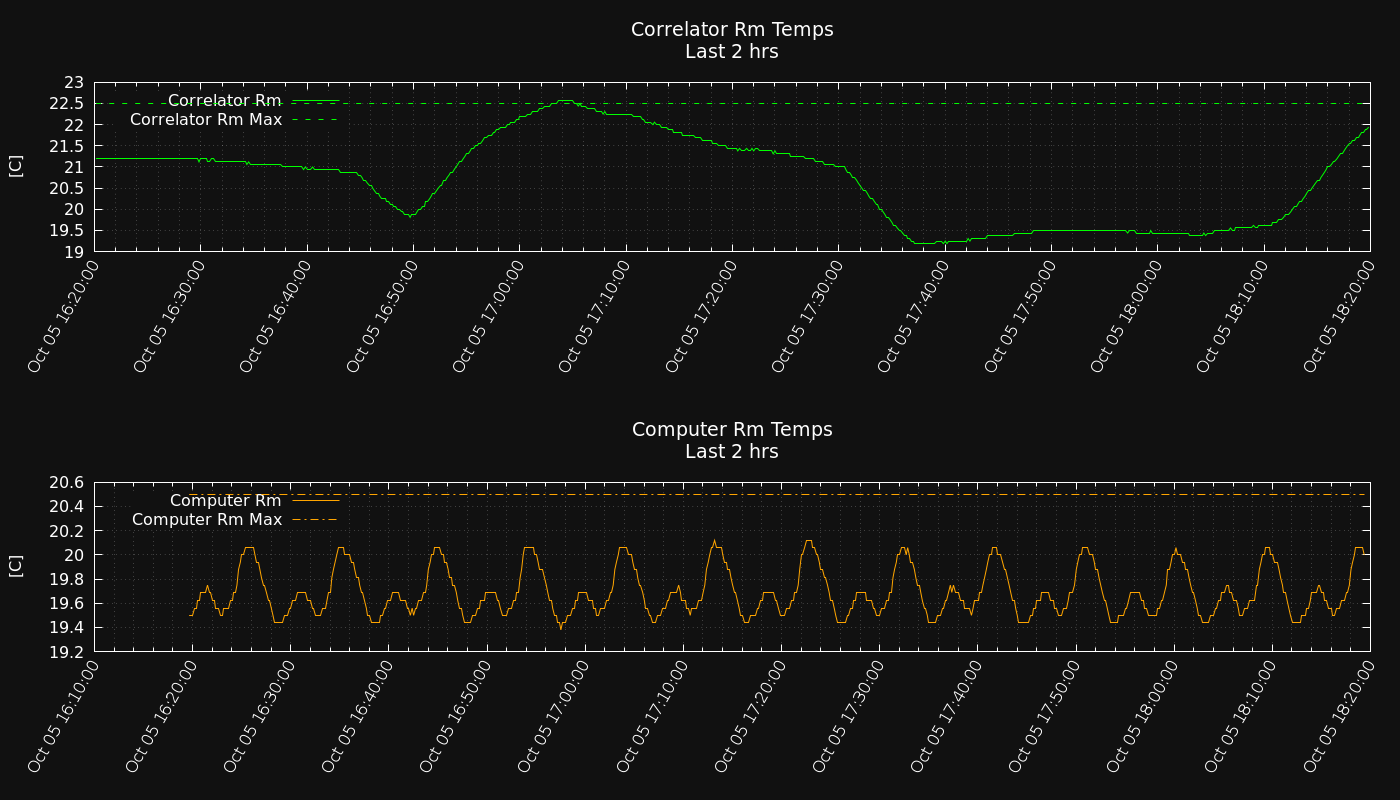 Correlator Rm Temps
Last 2 hrs
[C]
23
22.5
22
21.5
21
20.5
20
19.5
19
Correlator Rm
Correlator Rm Max
Oct 05 16:20:00
Oct 05 16:30:00
Oct 05 16:40:00
Oct 05 16:50:00
Oct 05 17:00:00
Oct 05 17:10:00
Oct 05 17:20:00
Oct 05 17:30:00
Oct 05 17:40:00
Oct 05 17:50:00
Oct 05 18:00:00
Oct 05 18:10:00
Oct 05 18:20:00
Computer Rm Temps
Last 2 hrs
[C]
20.6
20.4
20.2
20
19.8
19.6
19.4
19.2
Computer Rm
Computer Rm Max
Oct 05 16:10:00
Oct 05 16:20:00
Oct 05 16:30:00
Oct 05 16:40:00
Oct 05 16:50:00
Oct 05 17:00:00
Oct 05 17:10:00
Oct 05 17:20:00
Oct 05 17:30:00
Oct 05 17:40:00
Oct 05 17:50:00
Oct 05 18:00:00
Oct 05 18:10:00
Oct 05 18:20:00